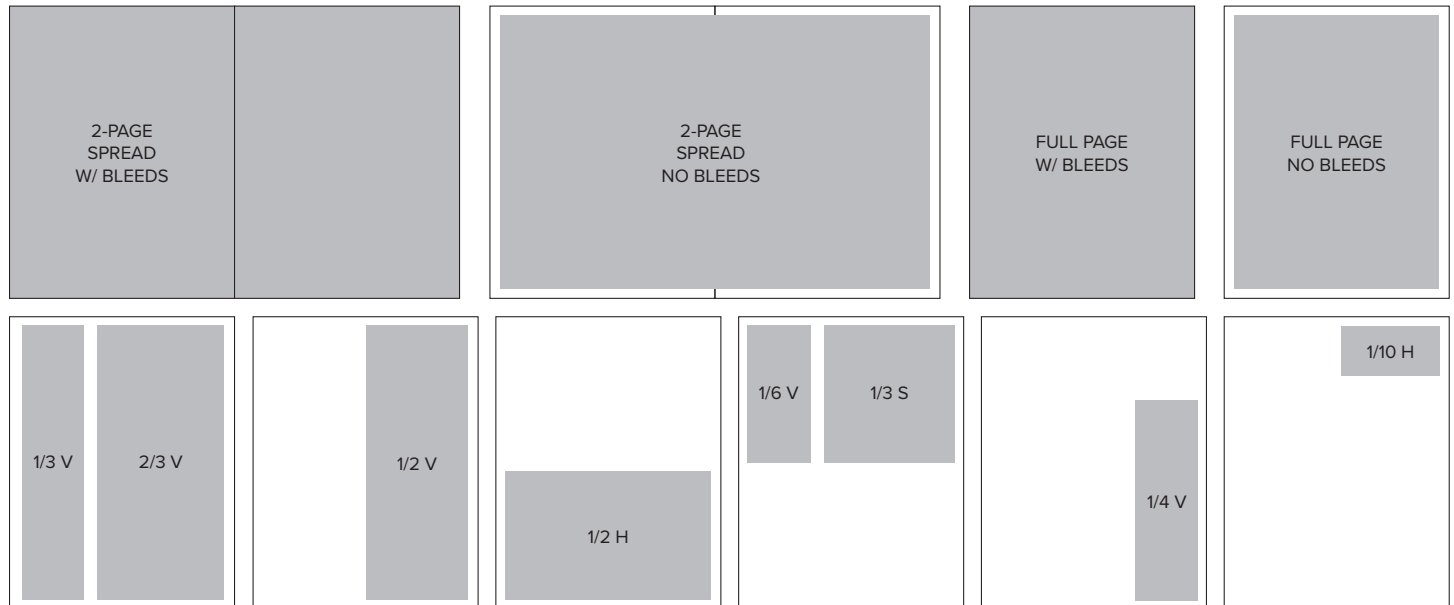 2-PAGE
SPREAD
W/ BLEEDS
2-PAGE
SPREAD
NO BLEEDS
FULL PAGE
W/ BLEEDS
FULL PAGE
NO BLEEDS
1/3 V
2/3 V
1/2 V
1/2 H
1/6 V
1/3 S
1/4 V
1/10 H